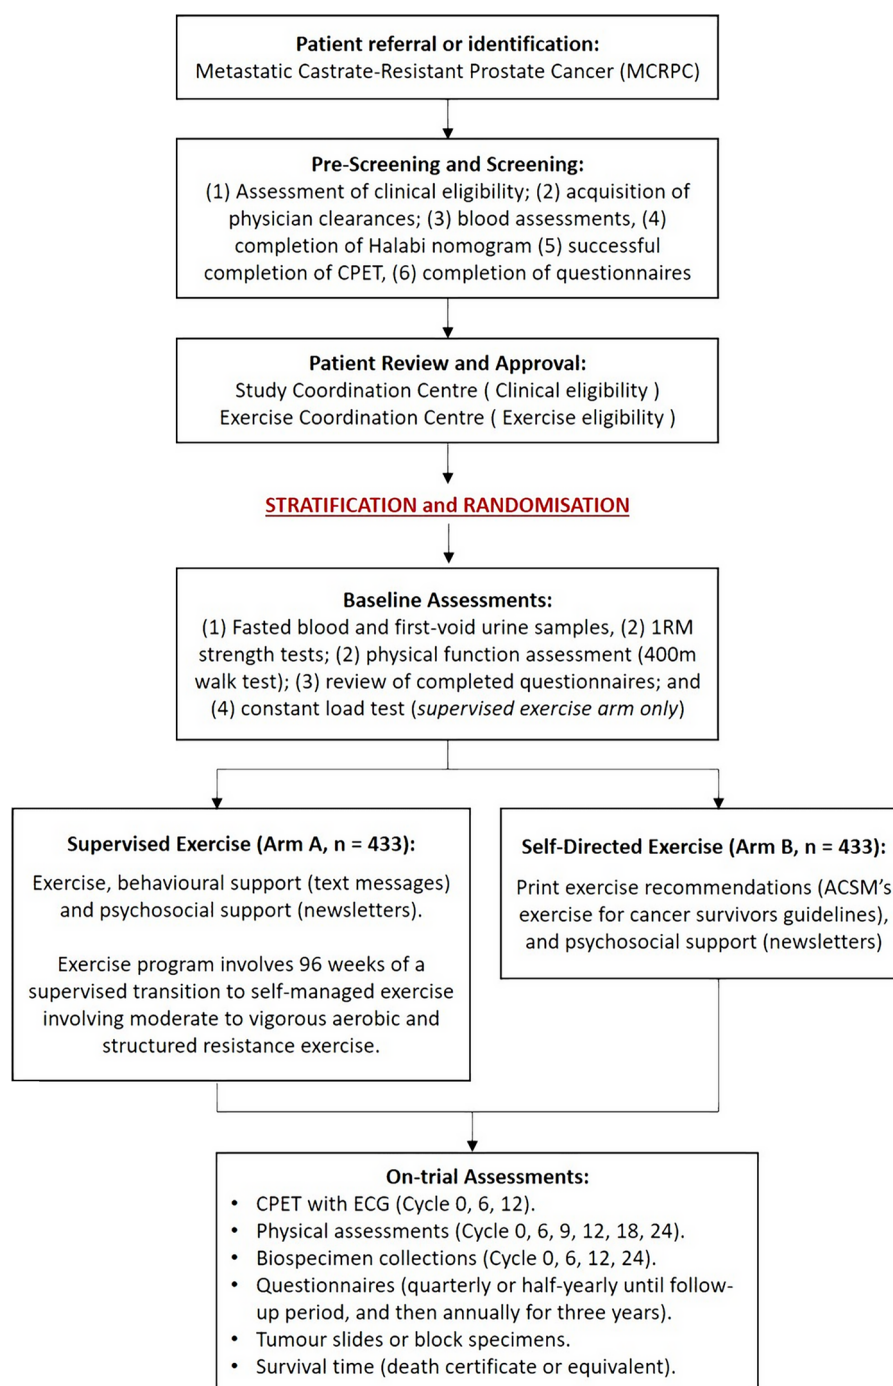 Patient referral or identification:
Metastatic Castrate-Resistant Prostate Cancer (MCRPC)
Pre-Screening and Screening:
(1) Assessment of clinical eligibility; (2) acquisition of
physician clearances; (3) blood assessments, (4)
completion of Halabi nomogram (5) successful
completion of CPET, (6) completion of questionnaires
Patient Review and Approval:
Study Coordination Centre ( Clinical eligibility )
Exercise Coordination Centre ( Exercise eligibility )
STRATIFICATION and RANDOMISATION
Baseline Assessments:
(1) Fasted blood and first-void urine samples, (2) 1RM
strength tests; (2) physical function assessment (400m
walk test); (3) review of completed questionnaires; and
(4) constant load test (supervised exercise arm only)
Supervised Exercise (Arm A, n = 433):
Exercise, behavioural support (text messages)
and psychosocial support (newsletters).
Exercise program involves 96 weeks of a
supervised transition to self-managed exercise
involving moderate to vigorous aerobic and
structured resistance exercise.
Self-Directed Exercise (Arm B, n = 433):
Print exercise recommendations (ACSM's
exercise for cancer survivors guidelines),
and psychosocial support (newsletters)
On-trial Assessments:
• CPET with ECG (Cycle 0, 6, 12).
• Physical assessments (Cycle 0, 6, 9, 12, 18, 24).
• Biospecimen collections (Cycle 0, 6, 12, 24).
• Questionnaires (quarterly or half-yearly until follow-
up period, and then annually for three years).
• Tumour slides or block specimens.
• Survival time (death certificate or equivalent).